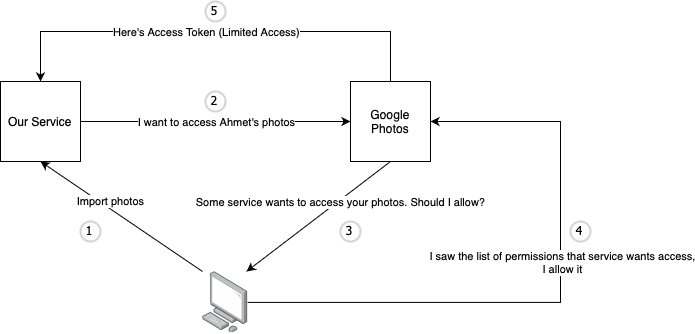 5
Here's Access Token (Limited Access)
Our Service
2
I want to access Ahmet's photos
Google
Photos
Import photos
1
Some service wants to access your photos. Should I allow?
3
4
I saw the list of permissions that service wants access,
I allow it